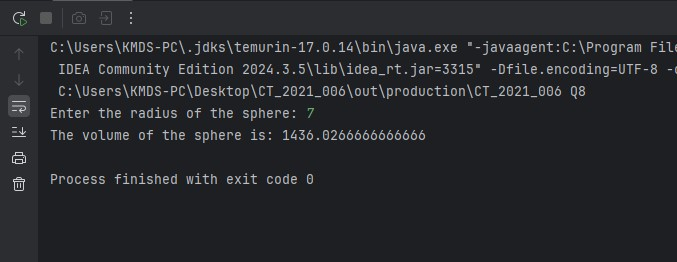 C:\Users\KMDS-PC\.jdks\temurin-17.0.14\bin\java.exe "-javaagent:C:\Program File
IDEA Community Edition 2024.3.5\lib\idea_rt.jar=3315" -Dfile.encoding=UTF-8 -c
C:\Users\KMDS-PC\Desktop\CT_2021_006\out\production\CT_2021_006 Q8
Enter the radius of the sphere: 7
The volume of the sphere is: 1436.0266666666666
Process finished with exit code 0